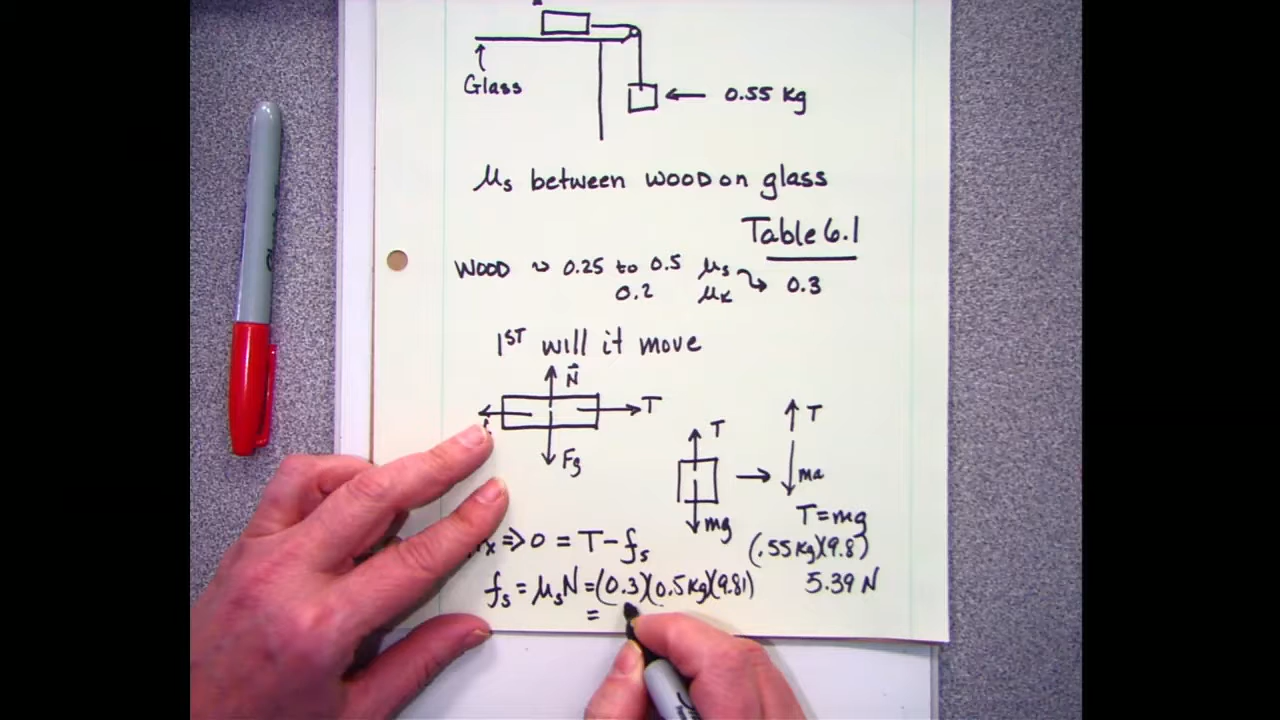 Glass
0.55 Kg
μs between WOOD on glass
Table 6.1
WOOD ~ 0.25 to 0.5 μs
0.2 μK 0.3
1ST will it move
N
T
Fg
T
mg
T
ma
T=mg
(.55Kg)(9.8)
5.39 N
x => 0 = T - fs
fs = μsN = (0.3)(0.5Kg)(9.81)
=